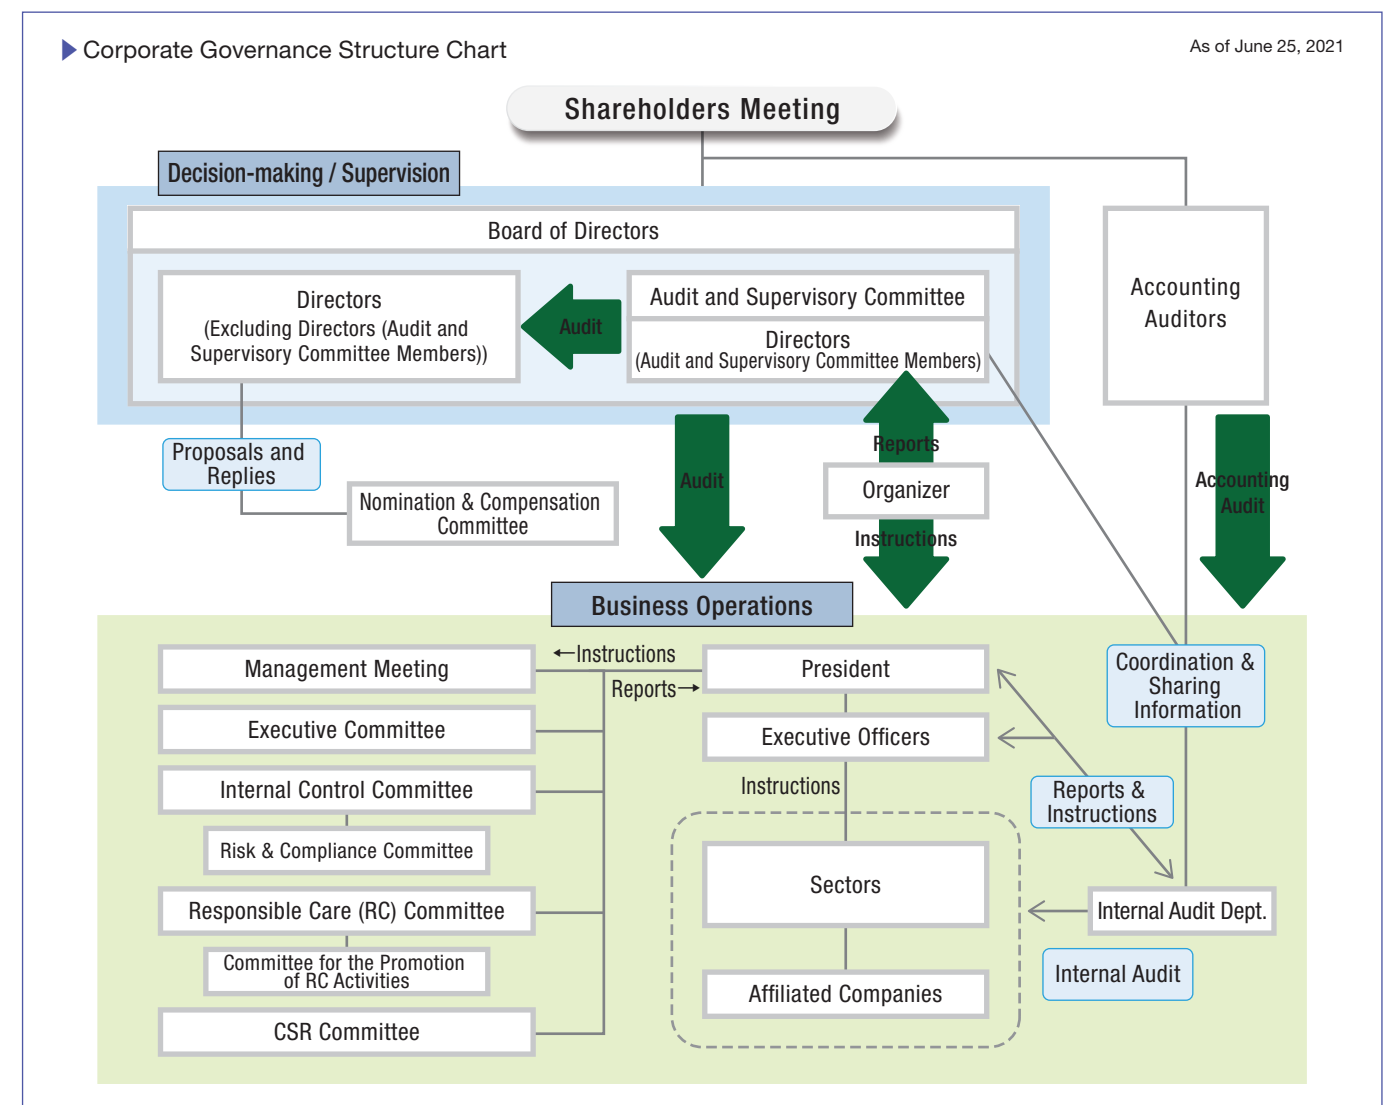 Corporate Governance Structure Chart
As of June 25, 2021
Shareholders Meeting
Decision-making / Supervision
Board of Directors
Directors
(Excluding Directors (Audit and
Supervisory Committee Members))
Audit
Audit and Supervisory Committee
Directors
(Audit and Supervisory Committee Members)
Accounting
Auditors
Proposals and
Replies
Nomination & Compensation
Committee
Audit
Reports
Organizer
Instructions
Accounting
Audit
Business Operations
Management Meeting
Executive Committee
Internal Control Committee
Risk & Compliance Committee
Responsible Care (RC) Committee
Committee for the Promotion
of RC Activities
CSR Committee
←Instructions
Reports→
President
Executive Officers
Instructions
Sectors
Affiliated Companies
Coordination &
Sharing
Information
Reports &
Instructions
Internal Audit Dept.
Internal Audit